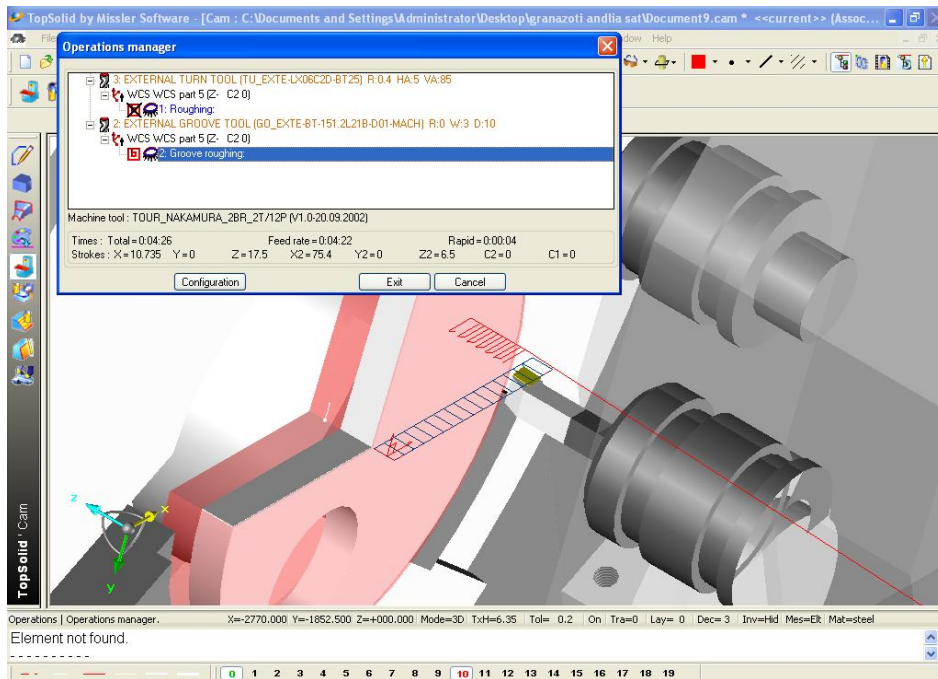 TopSolid by Missler Software - [Cam : C:\Documents and Settings\Administrator\Desktop\granazoti andlia sat\Document9.cam * <<current>> (Assoc...
File
dow Help
Operations manager
3: EXTERNAL TURN TOOL (TU_EXTE-LX06C2D-BT25) R:0.4 HA:5 VA:85
WCS WCS part 5 (Z- C2 0)
1: Roughing:
2: EXTERNAL GROOVE TOOL (GO_EXTE-BT-151.2L21B-D01-MACH) R:0 W:3 D:10
WCS WCS part 5 (Z- C2 0)
b 2: Groove roughing:
Machine tool : TOUR_NAKAMURA_2BR_2T/12P (V1.0-20.09.2002)
Times : Total = 0:04:26 Feed rate = 0:04:22 Rapid = 0:00:04
Strokes : X = 10.735 Y = 0 Z = 17.5 X2 = 75.4 Y2 = 0 Z2 = 6.5 C2 = 0 C1 = 0
Configuration Exit Cancel
z x
y
TopSolid'Cam
Operations | Operations manager. X=-2770.000 Y=-1852.500 Z=+000.000 Mode=3D TxH=6.35 Tol= 0.2 On Tra=0 Lay= 0 Dec= 3 Inv=Hid Mes=Elt Mat=steel
Element not found.
----------
0 1 2 3 4 5 6 7 8 9 10 11 12 13 14 15 16 17 18 19